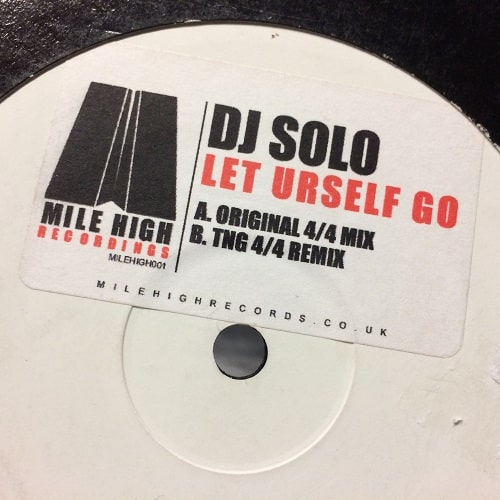 MILE HIGH
RECORDINGS
MILEHIGH001
DJ SOLO
LET URSELF GO
A. ORIGINAL 4/4 MIX
B. TNG 4/4 REMIX
MILEHIGHRECORDS.CO.UK